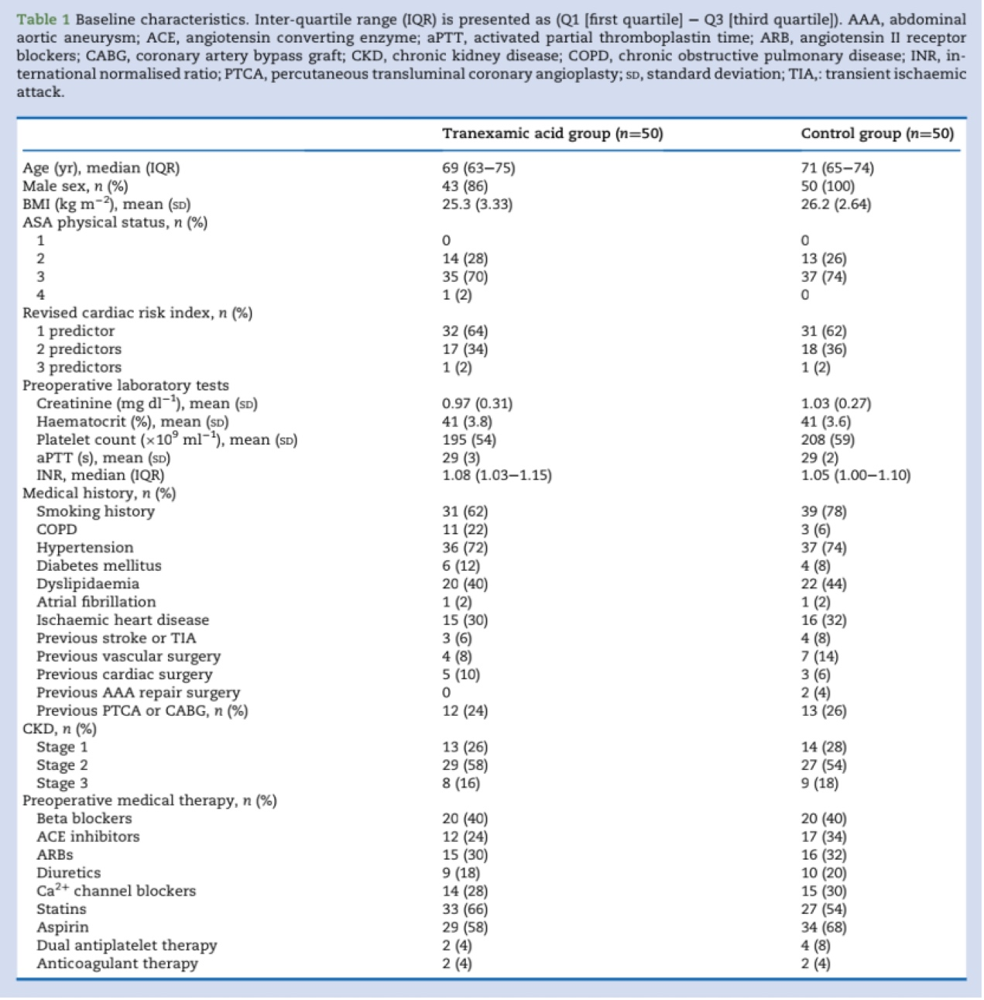 Table 1 Baseline characteristics. Inter-quartile range (IQR) is presented as (Q1 [first quartile] – Q3 [third quartile]). AAA, abdominal
aortic aneurysm; ACE, angiotensin converting enzyme; aPTT, activated partial thromboplastin time; ARB, angiotensin II receptor
blockers; CABG, coronary artery bypass graft; CKD, chronic kidney disease; COPD, chronic obstructive pulmonary disease; INR, in-
ternational normalised ratio; PTCA, percutaneous transluminal coronary angioplasty; SD, standard deviation; TIA,: transient ischaemic
attack.
Tranexamic acid group (n=50) Control group (n=50)
Age (yr), median (IQR) 69 (63–75) 71 (65–74)
Male sex, n (%) 43 (86) 50 (100)
BMI (kg m⁻²), mean (SD) 25.3 (3.33) 26.2 (2.64)
ASA physical status, n (%)
1 0 0
2 14 (28) 13 (26)
3 35 (70) 37 (74)
4 1 (2) 0
Revised cardiac risk index, n (%)
1 predictor 32 (64) 31 (62)
2 predictors 17 (34) 18 (36)
3 predictors 1 (2) 1 (2)
Preoperative laboratory tests
Creatinine (mg dl⁻¹), mean (SD) 0.97 (0.31) 1.03 (0.27)
Haematocrit (%), mean (SD) 41 (3.8) 41 (3.6)
Platelet count (×10⁹ ml⁻¹), mean (SD) 195 (54) 208 (59)
aPTT (s), mean (SD) 29 (3) 29 (2)
INR, median (IQR) 1.08 (1.03–1.15) 1.05 (1.00–1.10)
Medical history, n (%)
Smoking history 31 (62) 39 (78)
COPD 11 (22) 3 (6)
Hypertension 36 (72) 37 (74)
Diabetes mellitus 6 (12) 4 (8)
Dyslipidaemia 20 (40) 22 (44)
Atrial fibrillation 1 (2) 1 (2)
Ischaemic heart disease 15 (30) 16 (32)
Previous stroke or TIA 3 (6) 4 (8)
Previous vascular surgery 4 (8) 7 (14)
Previous cardiac surgery 5 (10) 3 (6)
Previous AAA repair surgery 0 2 (4)
Previous PTCA or CABG, n (%) 12 (24) 13 (26)
CKD, n (%)
Stage 1 13 (26) 14 (28)
Stage 2 29 (58) 27 (54)
Stage 3 8 (16) 9 (18)
Preoperative medical therapy, n (%)
Beta blockers 20 (40) 20 (40)
ACE inhibitors 12 (24) 17 (34)
ARBs 15 (30) 16 (32)
Diuretics 9 (18) 10 (20)
Ca²⁺ channel blockers 14 (28) 15 (30)
Statins 33 (66) 27 (54)
Aspirin 29 (58) 34 (68)
Dual antiplatelet therapy 2 (4) 4 (8)
Anticoagulant therapy 2 (4) 2 (4)